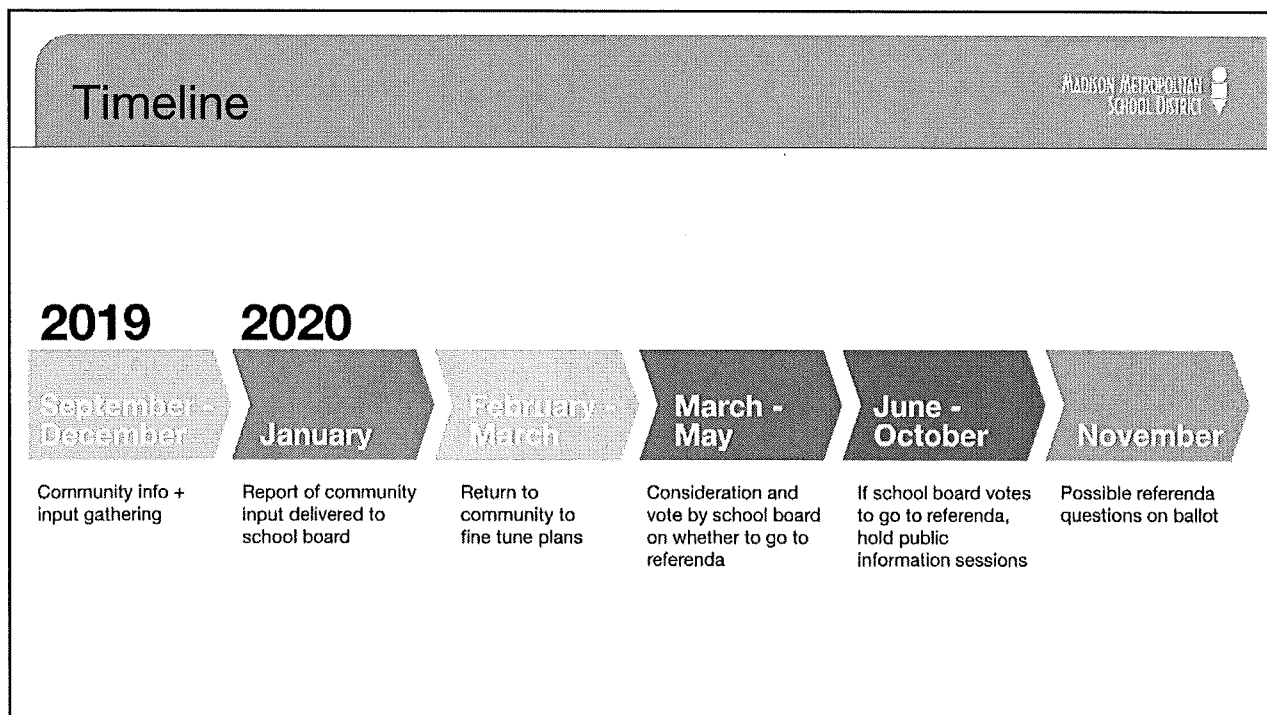 Timeline
MADISON METROPOLITAN
SCHOOL DISTRICT
2019
2020
September -
December
January
February -
March
March -
May
June -
October
November
Community info +
input gathering
Report of community
input delivered to
school board
Return to
community to
fine tune plans
Consideration and
vote by school board
on whether to go to
referenda
If school board votes
to go to referenda,
hold public
information sessions
Possible referenda
questions on ballot